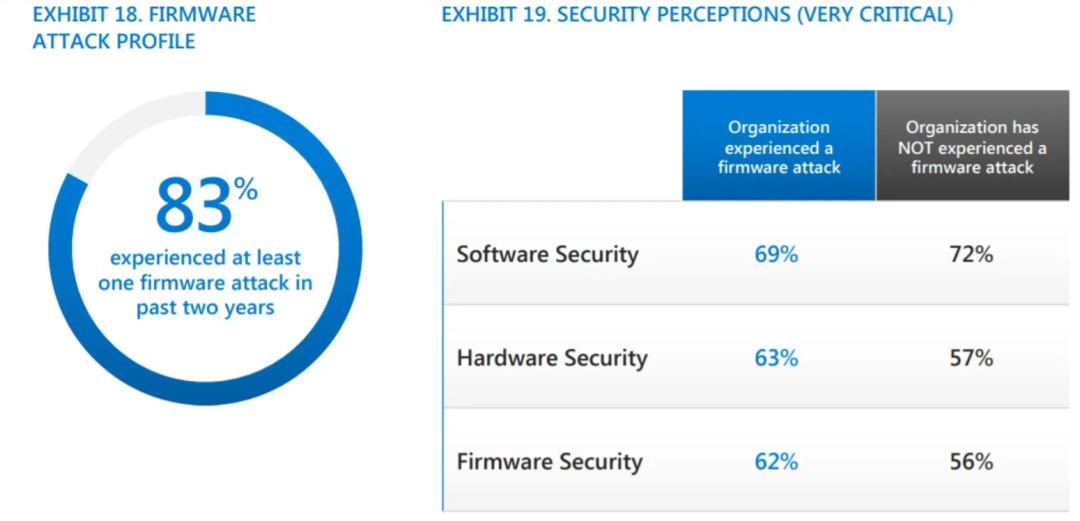 EXHIBIT 18. FIRMWARE
ATTACK PROFILE
83%
experienced at least
one firmware attack in
past two years
EXHIBIT 19. SECURITY PERCEPTIONS (VERY CRITICAL)
Organization
experienced a
firmware attack
Organization has
NOT experienced a
firmware attack
Software Security 69% 72%
Hardware Security 63% 57%
Firmware Security 62% 56%